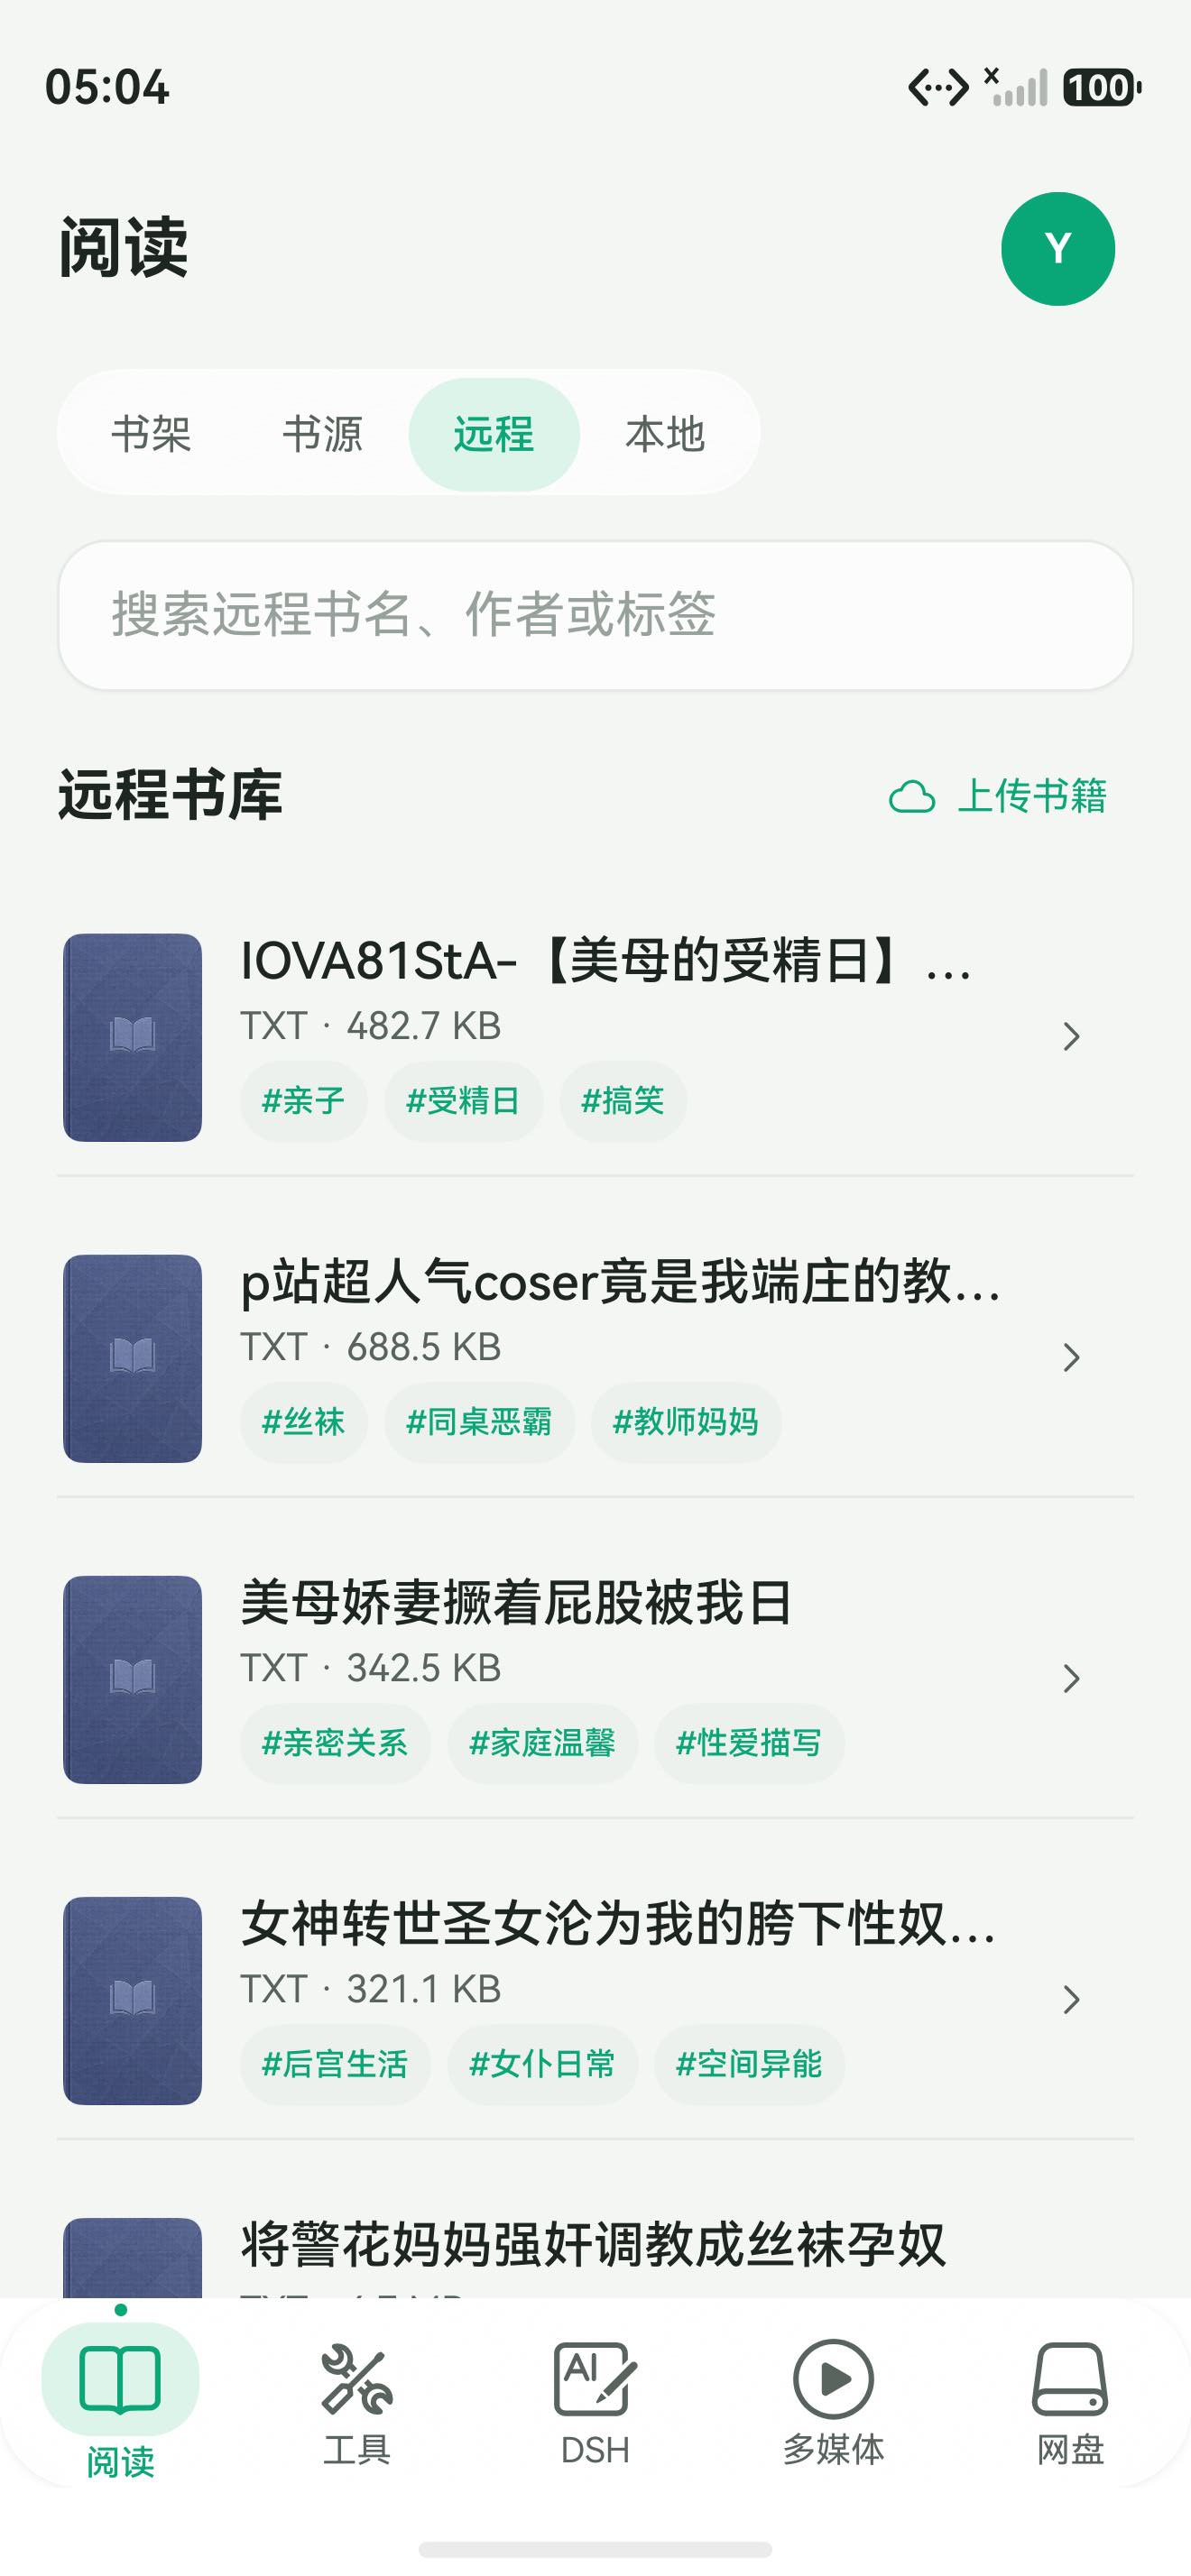 05:04
100
阅读
Y
书架 书源 远程 本地
搜索远程书名、作者或标签
远程书库
上传书籍
IOVA81StA-【美母的受精日】...
TXT · 482.7 KB
#亲子 #受精日 #搞笑
p站超人气coser竟是我端庄的教...
TXT · 688.5 KB
#丝袜 #同桌恶霸 #教师妈妈
美母娇妻撅着屁股被我日
TXT · 342.5 KB
#亲密关系 #家庭温馨 #性爱描写
女神转世圣女沦为我的胯下性奴...
TXT · 321.1 KB
#后宫生活 #女仆日常 #空间异能
将警花妈妈强奸调教成丝袜孕奴
阅读 工具 DSH 多媒体 网盘